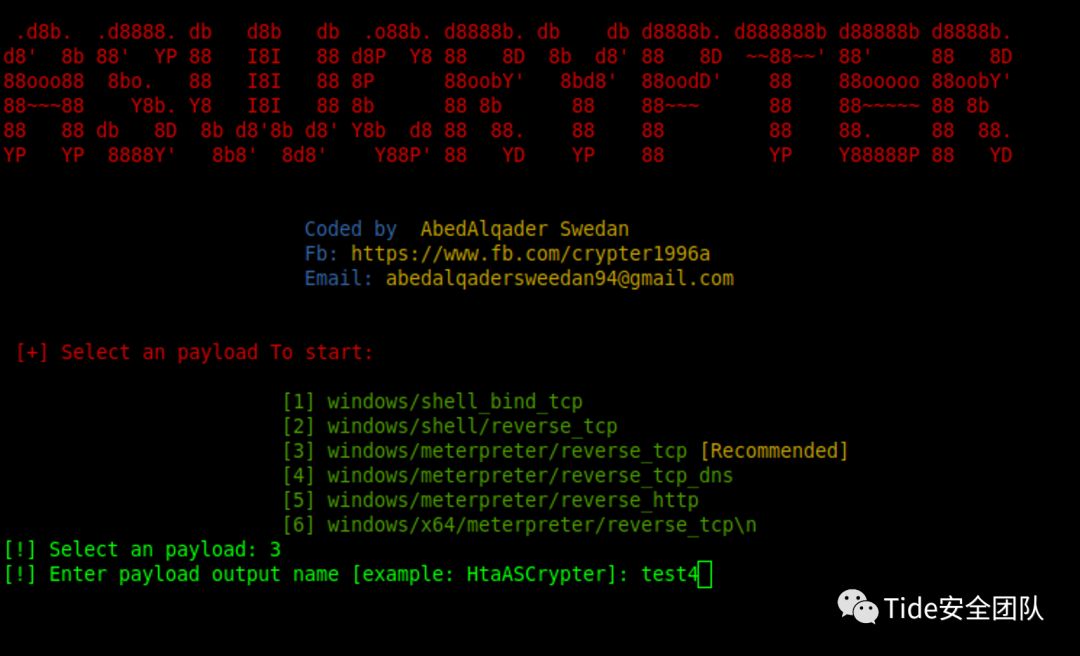 .d8b.  .d8888. db   d8b   db  .o88b. d8888b. db    db d8888b. d888888b d88888b d8888b.
d8' `8b 88'  YP 88   I8I   88 d8P  Y8 88  `8D `8b  d8' 88  `8D `~~88~~' 88'     88  `8D
88ooo88 `8bo.   88   I8I   88 8P      88oobY'  `8bd8'  88oodD'    88    88ooooo 88oobY'
88~~~88   `Y8b. Y8   I8I   88 8b      88`8b      88    88~~~      88    88~~~~~ 88`8b
88   88 db   8D `8b d8'8b d8' Y8b  d8 88 `88.    88    88         88    88.     88 `88.
YP   YP `8888Y'  `8b8' `8d8'   `Y88P' 88   YD    YP    88         YP    Y88888P 88   YD
Coded by  AbedAlqader Swedan
Fb: https://www.fb.com/crypter1996a
Email: abedalqadersweedan94@gmail.com
[+] Select an payload To start:
[1] windows/shell_bind_tcp
[2] windows/shell/reverse_tcp
[3] windows/meterpreter/reverse_tcp [Recommended]
[4] windows/meterpreter/reverse_tcp_dns
[5] windows/meterpreter/reverse_http
[6] windows/x64/meterpreter/reverse_tcp\n
[!] Select an payload: 3
[!] Enter payload output name [example: HtaASCrypter]: test4
Tide安全团队